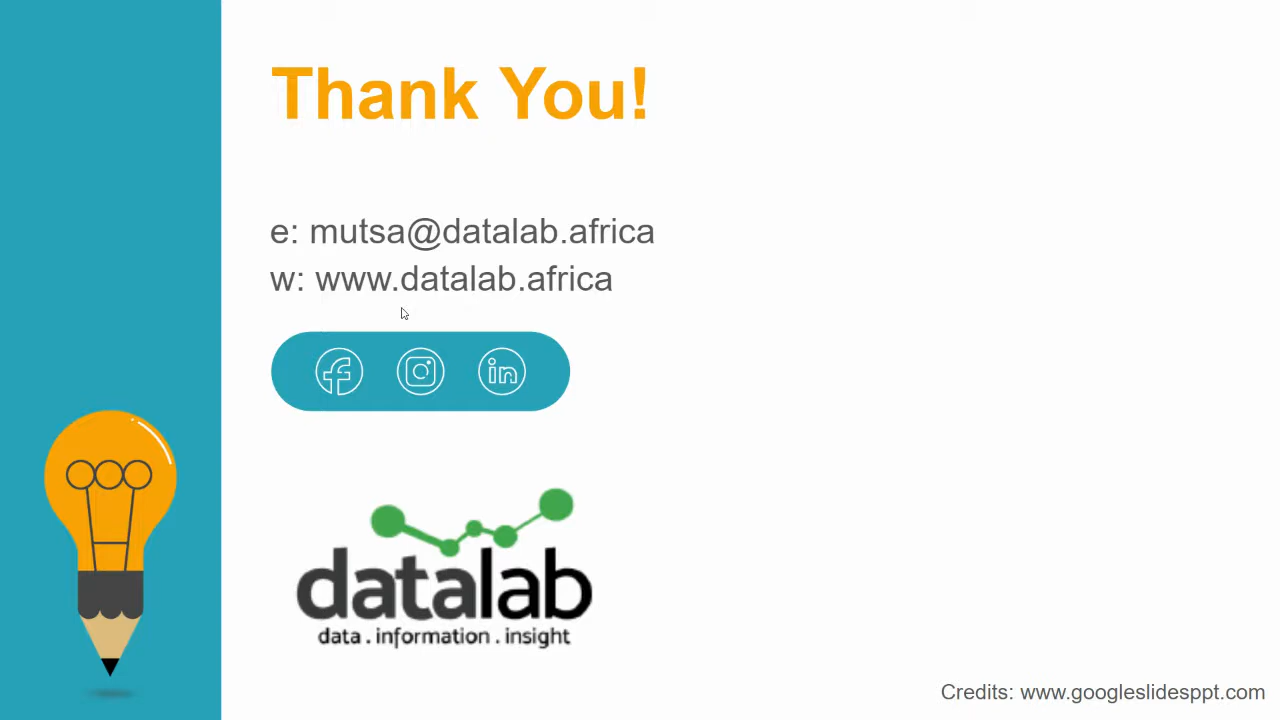 Thank You!
e: mutsa@datalab.africa
w: www.datalab.africa
datalab
data . information . insight
Credits: www.googleslidesppt.com